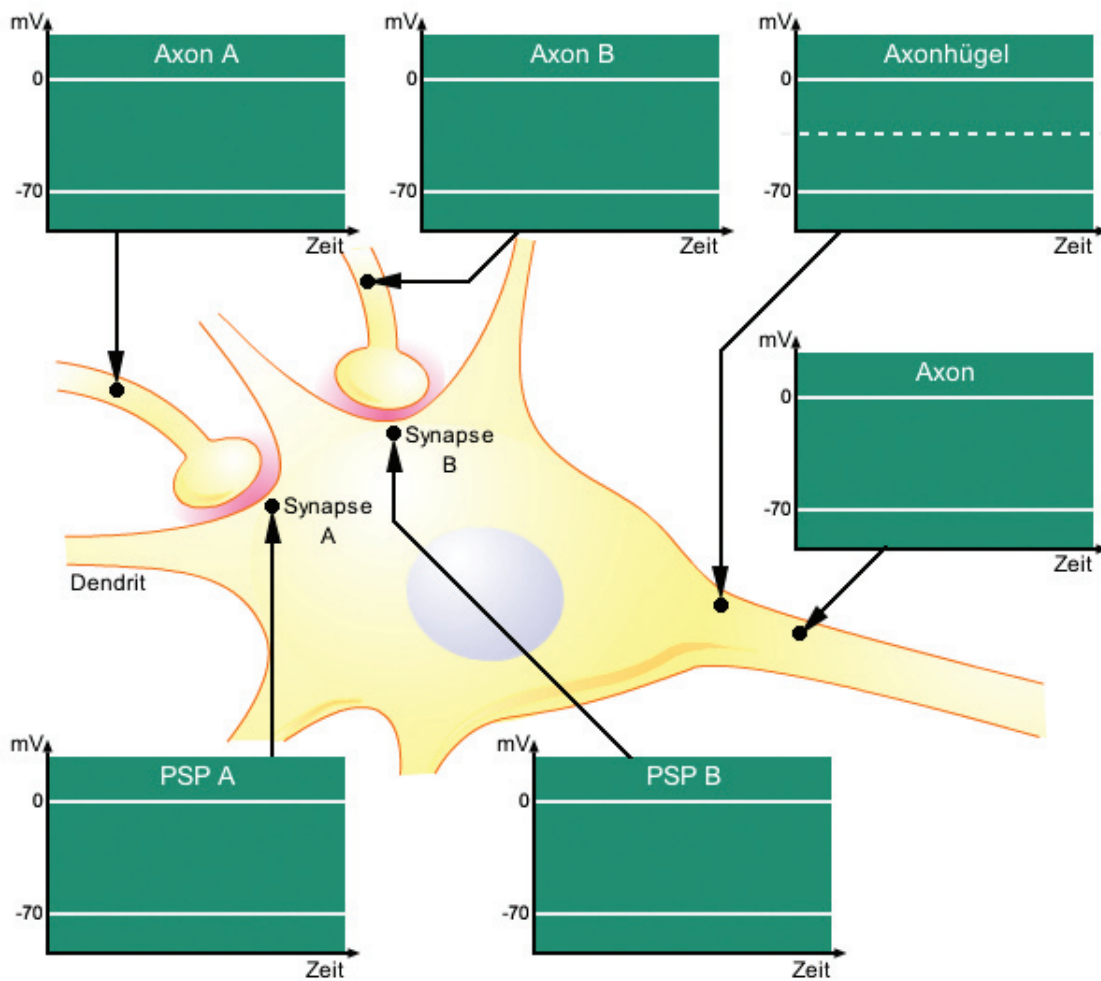 mV
Axon A
0
-70
Zeit
mV
Axon B
0
-70
Zeit
mV
Axonhügel
0
-70
Zeit
mV
Axon
0
-70
Zeit
Synapse
B
Synapse
A
Dendrit
mV
PSP A
0
-70
Zeit
mV
PSP B
0
-70
Zeit